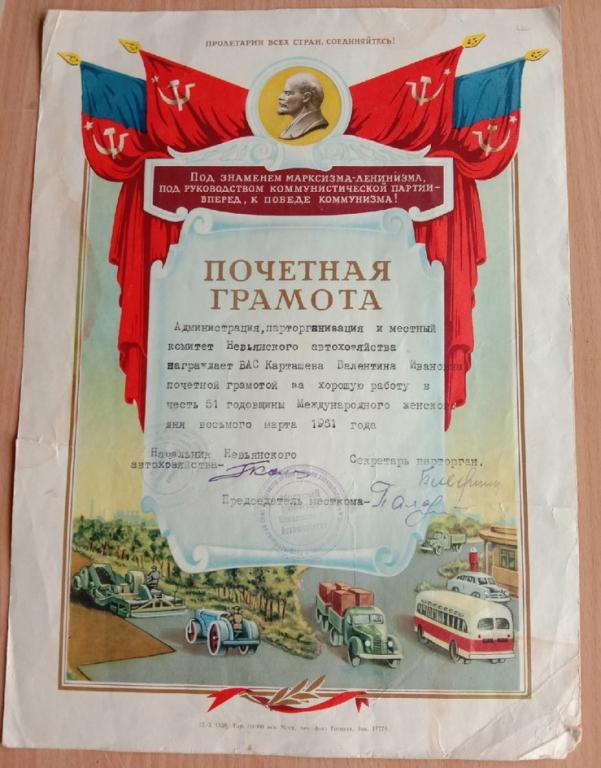 ПРОЛЕТАРИИ ВСЕХ СТРАН, СОЕДИНЯЙТЕСЬ!
ПОД ЗНАМЕНЕМ МАРКСИЗМА-ЛЕНИНИЗМА,
ПОД РУКОВОДСТВОМ КОММУНИСТИЧЕСКОЙ ПАРТИИ-
ВПЕРЕД, К ПОБЕДЕ КОММУНИЗМА!
ПОЧЕТНАЯ
ГРАМОТА
Администрация, парторганизация и местный
комитет Невьянского автохозяйства
награждает ВАС Карташева Валентина Ивановна
почетной грамотой за хорошую работу в
честь 51 годовщины Международного женского
дня восьмого марта 1961 года
Начальник Невьянского
автохозяйства-
Секретарь парторган.
Председатель месткома-